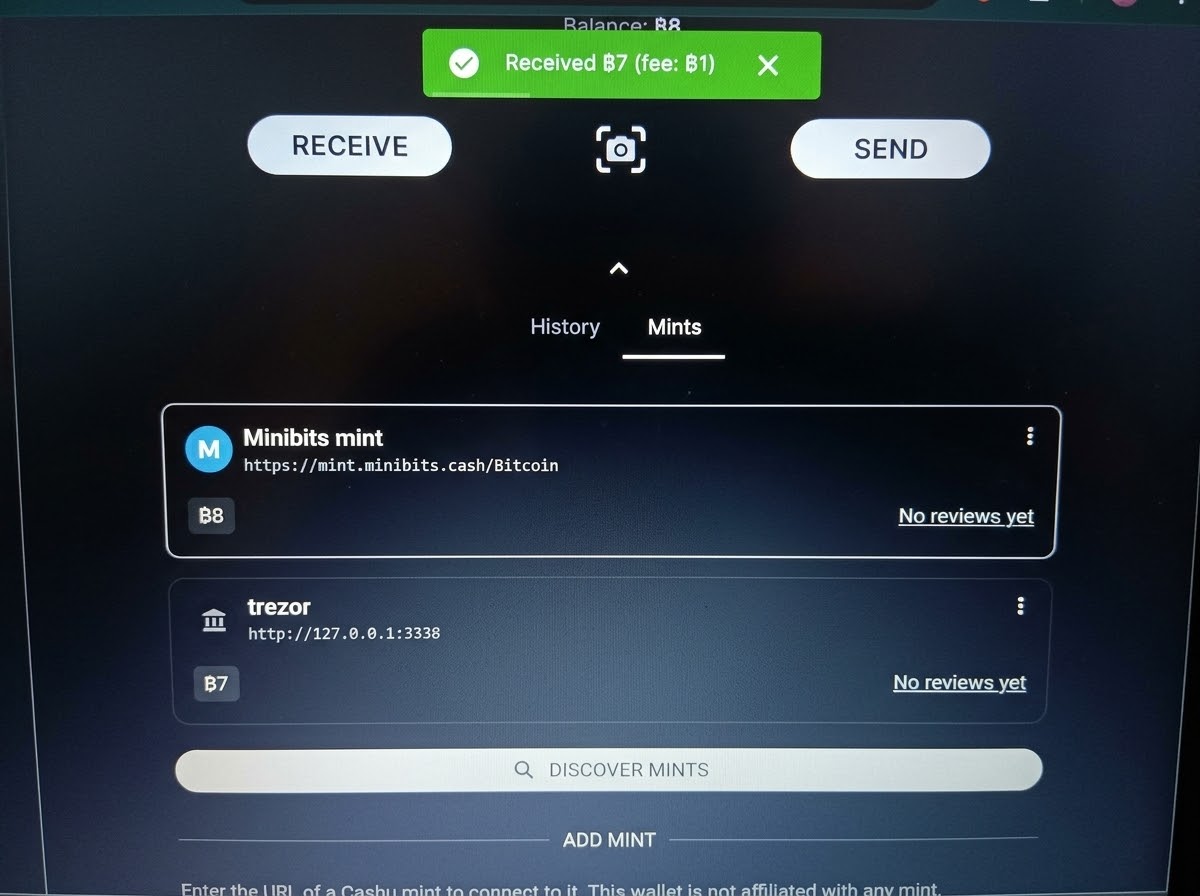 Balance: ₿8
Received ₿7 (fee: ₿1)
RECEIVE
SEND
History
Mints
M
Minibits mint
https://mint.minibits.cash/Bitcoin
₿8
No reviews yet
trezor
http://127.0.0.1:3338
₿7
No reviews yet
DISCOVER MINTS
ADD MINT
Enter the URL of a Cashu mint to connect to it. This wallet is not affiliated with any mint.